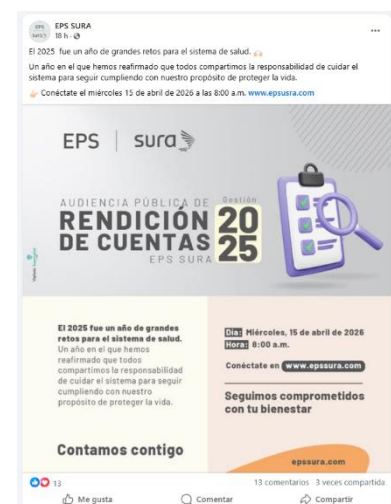 EPS SURA
18 h
El 2025 fue un año de grandes retos para el sistema de salud.
Un año en el que hemos reafirmado que todos compartimos la responsabilidad de cuidar el
sistema para seguir cumpliendo con nuestro propósito de proteger la vida.
Conéctate el miércoles 15 de abril de 2026 a las 8:00 a.m. www.epssura.com
EPS | sura
AUDIENCIA PÚBLICA DE
RENDICIÓN
DE CUENTAS
EPS SURA
Gestión
20
25
El 2025 fue un año de grandes
retos para el sistema de salud.
Un año en el que hemos
reafirmado que todos
compartimos la responsabilidad
de cuidar el sistema para seguir
cumpliendo con nuestro
propósito de proteger la vida.
Contamos contigo
Día: Miércoles, 15 de abril de 2026
Hora: 8:00 a.m.
Conéctate en www.epssura.com
Seguimos comprometidos
con tu bienestar
epssura.com
13
13 comentarios 3 veces compartida
Me gusta
Comentar
Compartir